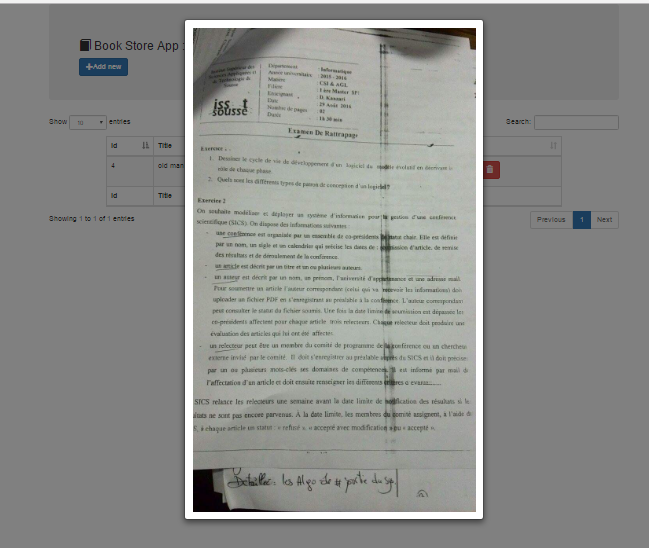 Book Store App :
Add new
Show 10 entries
Search:
Id Title
4 old man
Id Title
Showing 1 to 1 of 1 entries
Previous 1 Next
Institut Supérieur des
Sciences Appliquées et
de Technologie de
Sousse
iss t
sousse
Département : Informatique
Année universitaire : 2015 - 2016
Matière : CSI & AGL
Filière : 1 ère Master
Enseignant
Date : 25 Août 2016
Nombre de pages : 02
Durée : 1h 30 mn
Examen De Rattrapage
Exercice
1. Dessinez le cycle de vie de développement d'un logiciel du modèle évolutif en décrivant le
rôle de chaque phase
2. Quels sont les différents types de patron de conception d'un logiciel?
Exercice 2
On souhaite modéliser et déployer un système d'information pour la gestion d'une conférence
scientifique (SICS). On dispose des informations suivantes :
- une conférence est organisée par un ensemble de co-présidents de statut chair. Elle est définie
par un nom, un sigle et un calendrier qui précise les dates de : soumission d'article, de remise
des résultats et de déroulement de la conférence.
- un article est décrit par un titre et un ou plusieurs auteurs.
- un auteur est décrit par un nom, un prénom, l'université d'appartenance et une adresse mail.
Pour soumettre un article l'auteur correspondant (celui qui va recevoir les informations) doit
uploader un fichier PDF en s'enregistrant au préalable à la conférence. L'auteur correspondant
peut consulter le statut du fichier soumis. Une fois la date limite de soumission est dépassée les
co-présidents affectent pour chaque article trois relecteurs. Chaque relecteur doit produire une
évaluation des articles qui lui ont été affectés.
- un relecteur peut être un membre du comité de programme de la conférence ou un chercheur
externe invité par le comité. Il doit s'enregistrer au préalable auprès du SICS et il doit préciser
par un ou plusieurs mots-clés ses domaines de compétences. Il est informé par mail de
l'affectation d'un article et doit ensuite renseigner les différents critères à évaluer........
SICS relance les relecteurs une semaine avant la date limite de notification des résultats si
ne sont pas encore parvenus. À la date limite, les membres du comité assignent, à l'aide
à chaque article un statut : « refusé », « accepté avec modification » ou « accepté ».
les Algo de # partie du